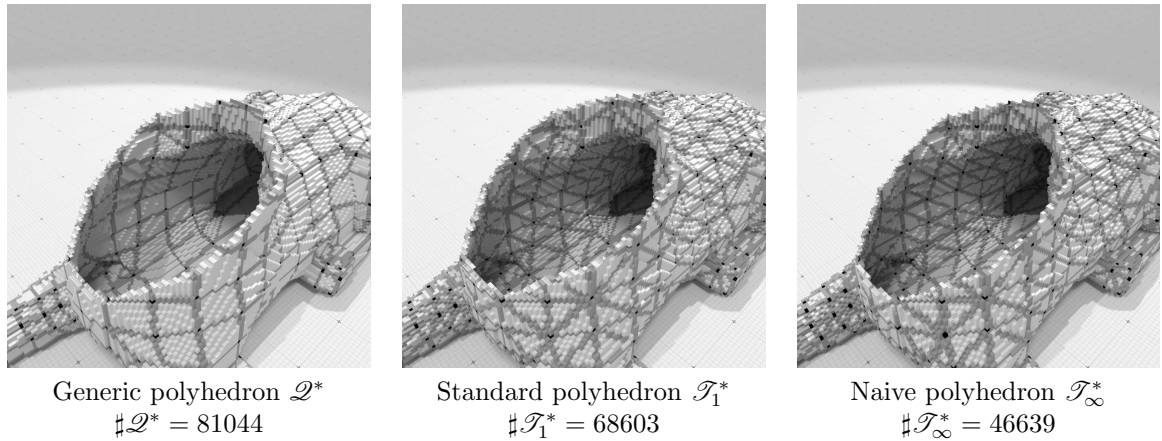 Generic polyhedron 𝒬*
♯𝒬* = 81044
Standard polyhedron 𝒯₁*
♯𝒯₁* = 68603
Naive polyhedron 𝒯∞*
♯𝒯∞* = 46639